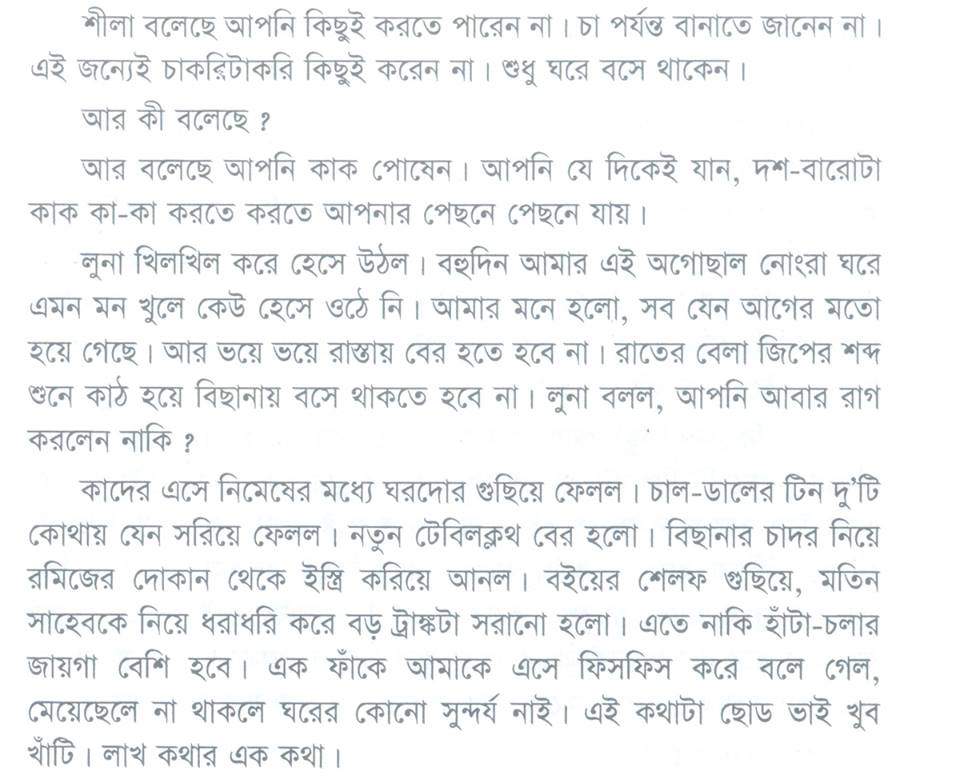 শীলা বলেছে আপনি কিছুই করতে পারেন না। চা পর্যন্ত বানাতে জানেন না।
এই জন্যেই চাকরিটাকরি কিছুই করেন না। শুধু ঘরে বসে থাকেন।
আর কী বলেছে?
আর বলেছে আপনি কাক পোষেন। আপনি যে দিকেই যান, দশ-বারোটা
কাক কা-কা করতে করতে আপনার পেছনে পেছনে যায়।
লুনা খিলখিল করে হেসে উঠল। বহুদিন আমার এই অগোছাল নোংরা ঘরে
এমন মন খুলে কেউ হেসে ওঠে নি। আমার মনে হলো, সব যেন আগের মতো
হয়ে গেছে। আর ভয়ে ভয়ে রাস্তায় বের হতে হবে না। রাতের বেলা জিপের শব্দ
শুনে কাঠ হয়ে বিছানায় বসে থাকতে হবে না। লুনা বলল, আপনি আবার রাগ
করলেন নাকি?
কাদের এসে নিমেষের মধ্যে ঘরদোর গুছিয়ে ফেলল। চাল-ডালের টিন দু'টি
কোথায় যেন সরিয়ে ফেলল। নতুন টেবিলক্লথ বের হলো। বিছানার চাদর নিয়ে
রমিজের দোকান থেকে ইস্ত্রি করিয়ে আনল। বইয়ের শেলফ গুছিয়ে, মতিন
সাহেবকে নিয়ে ধরাধরি করে বড় ট্রাঙ্কটা সরানো হলো। এতে নাকি হাঁটা-চলার
জায়গা বেশি হবে। এক ফাঁকে আমাকে এসে ফিসফিস করে বলে গেল,
মেয়েছেলে না থাকলে ঘরের কোনো সুন্দর্য নাই। এই কথাটা ছোড ভাই খুব
খাঁটি। লাখ কথার এক কথা।